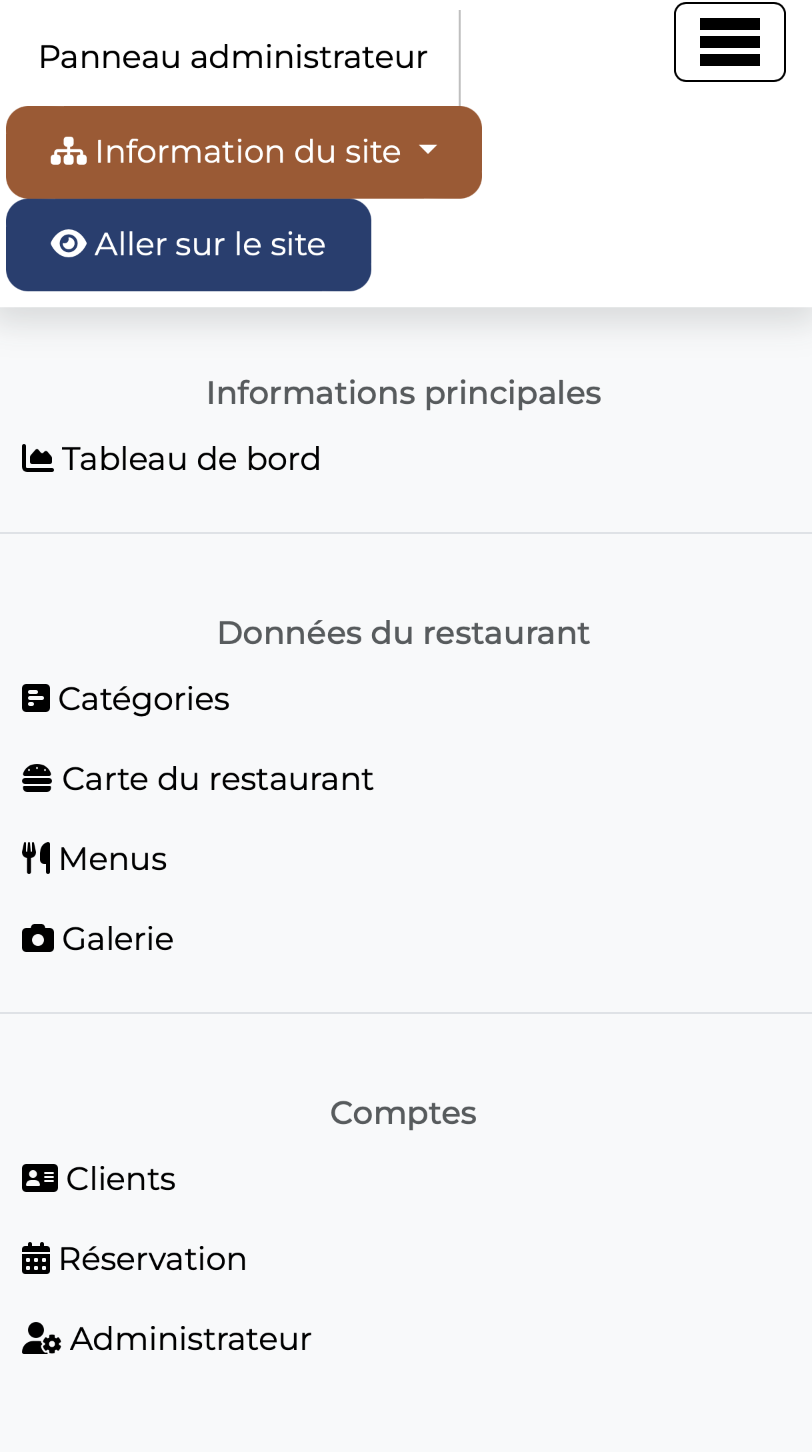 Panneau administrateur
Information du site
Aller sur le site
Informations principales
Tableau de bord
Données du restaurant
Catégories
Carte du restaurant
Menus
Galerie
Comptes
Clients
Réservation
Administrateur